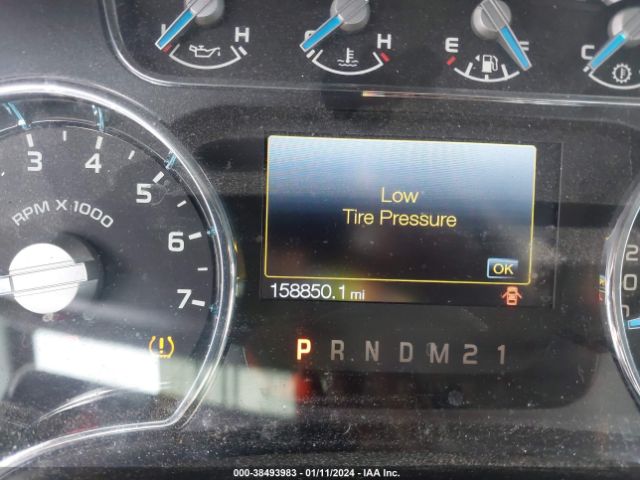 L H C H E F C
3 4 5 6 7
RPM X 1000
Low
Tire Pressure
OK
158850.1 mi
P R N D M 2 1
000-38493983 - 01/11/2024 - IAA Inc.